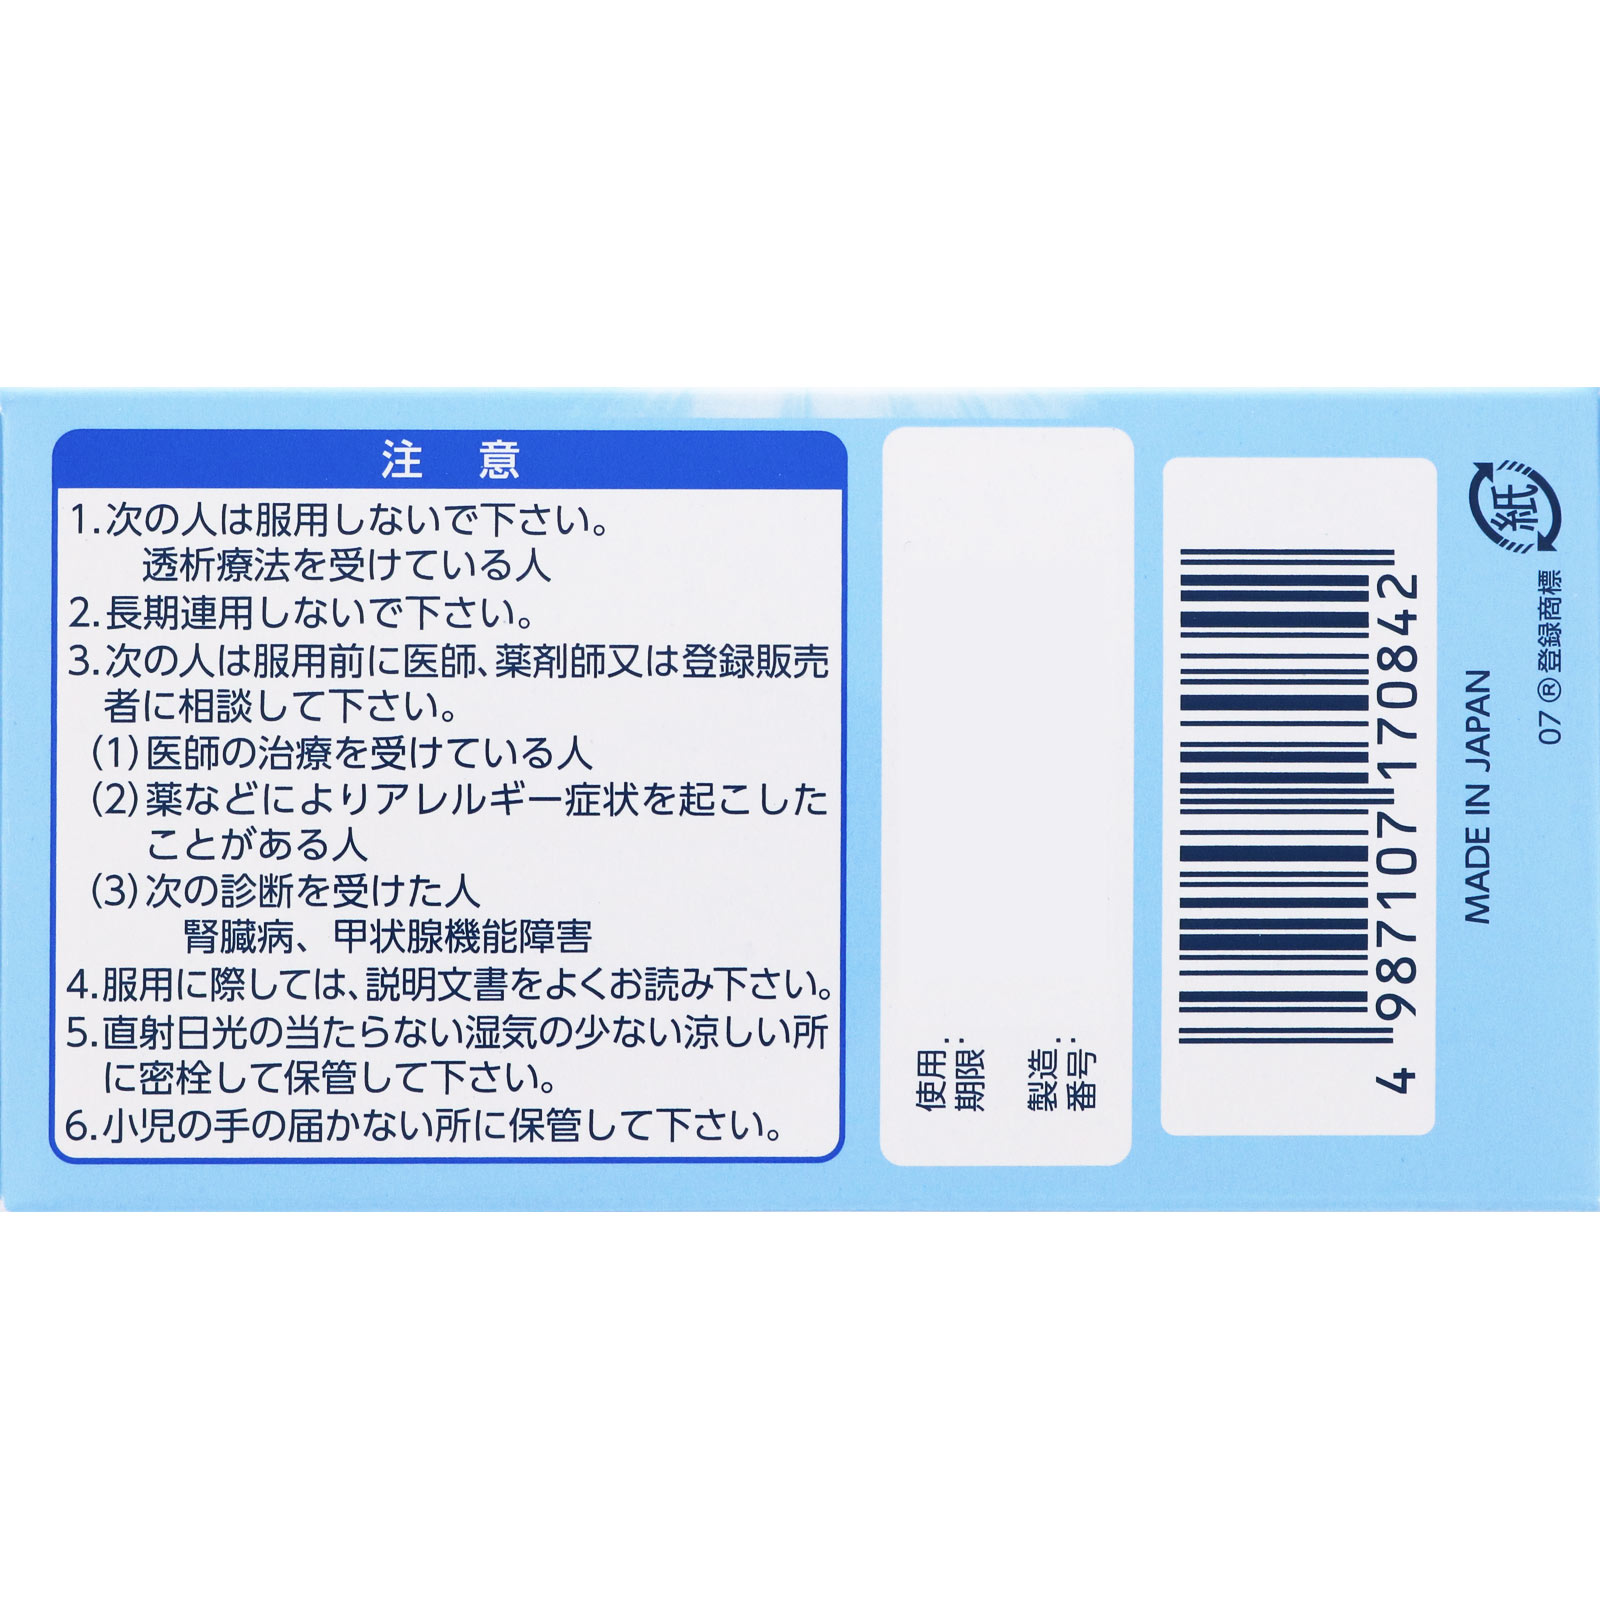 注 意
1.次の人は服用しないで下さい。
透析療法を受けている人
2.長期連用しないで下さい。
3.次の人は服用前に医師、薬剤師又は登録販売
者に相談して下さい。
(1)医師の治療を受けている人
(2)薬などによりアレルギー症状を起こした
ことがある人
(3)次の診断を受けた人
腎臓病、甲状腺機能障害
4.服用に際しては、説明文書をよくお読み下さい。
5.直射日光の当たらない湿気の少ない涼しい所
に密栓して保管して下さい。
6.小児の手の届かない所に保管して下さい。
使用
期限:
製造
番号:
4 987107 170842
MADE IN JAPAN
紙
07 ® 登録商標